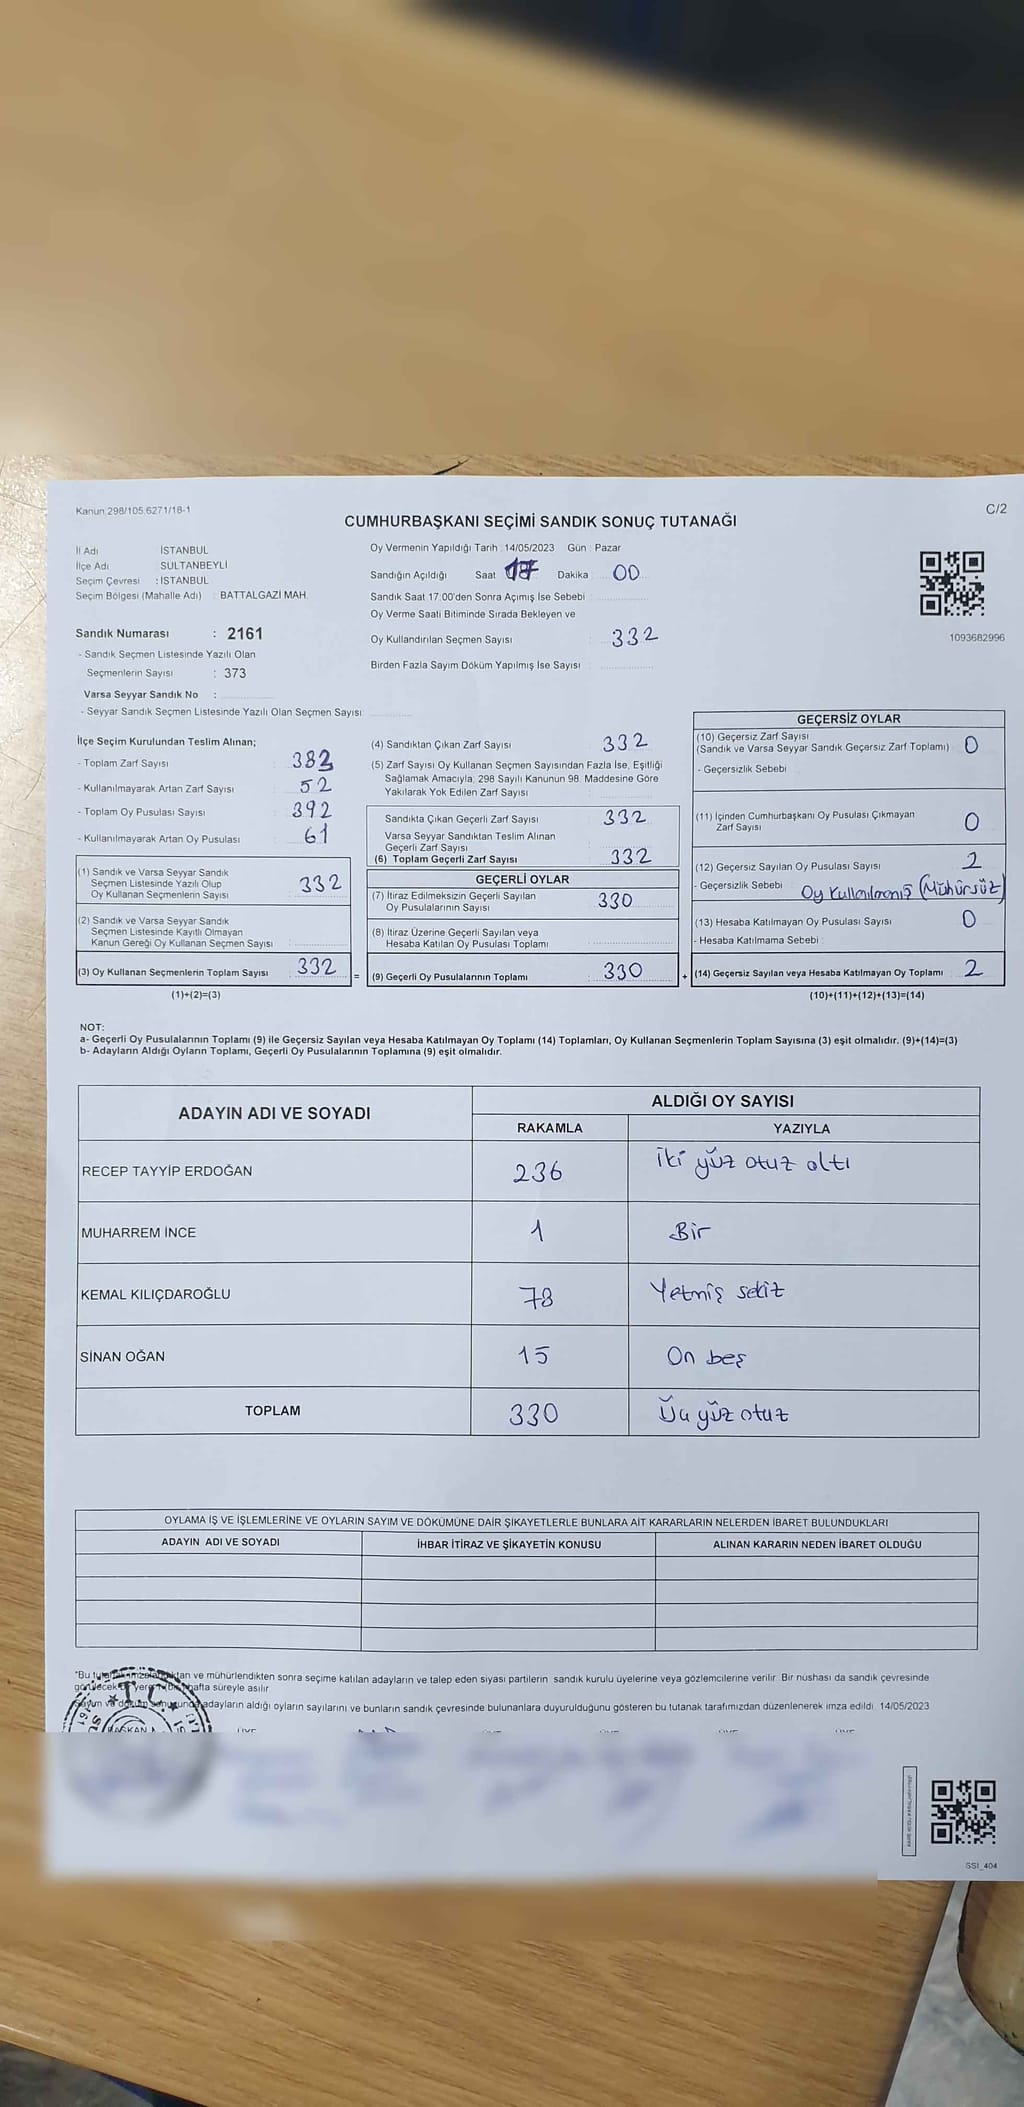 Kanun 298/105.6271/18-1
C/2
CUMHURBAŞKANI SEÇİMİ SANDIK SONUÇ TUTANAĞI
İl Adı İSTANBUL
İlçe Adı SULTANBEYLİ
Seçim Çevresi : İSTANBUL
Seçim Bölgesi (Mahalle Adı) : BATTALGAZİ MAH.
Sandık Numarası : 2161
- Sandık Seçmen Listesinde Yazılı Olan
Seçmenlerin Sayısı : 373
Varsa Seyyar Sandık No :
- Seyyar Sandık Seçmen Listesinde Yazılı Olan Seçmen Sayısı
Oy Vermenin Yapıldığı Tarih : 14/05/2023 Gün : Pazar
Sandığın Açıldığı Saat 17 Dakika 00
Sandık Saat 17:00'den Sonra Açımış İse Sebebi :
Oy Verme Saati Bitiminde Sırada Bekleyen ve
Oy Kullandırılan Seçmen Sayısı : 332
Birden Fazla Sayım Döküm Yapılmış İse Sayısı
1093682996
İlçe Seçim Kurulundan Teslim Alınan;
- Toplam Zarf Sayısı : 383
- Kullanılmayarak Artan Zarf Sayısı : 52
- Toplam Oy Pusulası Sayısı : 392
- Kullanılmayarak Artan Oy Pusulası : 61
(1) Sandık ve Varsa Seyyar Sandık
Seçmen Listesinde Yazılı Olup
Oy Kullanan Seçmenlerin Sayısı : 332
(2) Sandık ve Varsa Seyyar Sandık
Seçmen Listesinde Kayıtlı Olmayan
Kanun Gereği Oy Kullanan Seçmen Sayısı :
(3) Oy Kullanan Seçmenlerin Toplam Sayısı : 332
(1)+(2)=(3)
=
(4) Sandıktan Çıkan Zarf Sayısı : 332
(5) Zarf Sayısı Oy Kullanan Seçmen Sayısından Fazla İse, Eşitliği
Sağlamak Amacıyla, 298 Sayılı Kanunun 98. Maddesine Göre
Yakılarak Yok Edilen Zarf Sayısı :
Sandıkta Çıkan Geçerli Zarf Sayısı : 332
Varsa Seyyar Sandıktan Teslim Alınan
Geçerli Zarf Sayısı
(6) Toplam Geçerli Zarf Sayısı : 332
GEÇERLİ OYLAR
(7) İtiraz Edilmeksizin Geçerli Sayılan
Oy Pusulalarının Sayısı : 330
(8) İtiraz Üzerine Geçerli Sayılan veya
Hesaba Katılan Oy Pusulası Toplamı :
(9) Geçerli Oy Pusulalarının Toplamı : 330
+
GEÇERSİZ OYLAR
(10) Geçersiz Zarf Sayısı
(Sandık ve Varsa Seyyar Sandık Geçersiz Zarf Toplamı) : 0
- Geçersizlik Sebebi
(11) İçinden Cumhurbaşkanı Oy Pusulası Çıkmayan
Zarf Sayısı : 0
(12) Geçersiz Sayılan Oy Pusulası Sayısı : 2
- Geçersizlik Sebebi : Oy Kullanılmamış (Mühürsüz)
(13) Hesaba Katılmayan Oy Pusulası Sayısı : 0
- Hesaba Katılmama Sebebi :
(14) Geçersiz Sayılan veya Hesaba Katılmayan Oy Toplamı : 2
(10)+(11)+(12)+(13)=(14)
NOT:
a- Geçerli Oy Pusulalarının Toplamı (9) ile Geçersiz Sayılan veya Hesaba Katılmayan Oy Toplamı (14) Toplamları, Oy Kullanan Seçmenlerin Toplam Sayısına (3) eşit olmalıdır. (9)+(14)=(3)
b- Adayların Aldığı Oyların Toplamı, Geçerli Oy Pusulalarının Toplamına (9) eşit olmalıdır.
ADAYIN ADI VE SOYADI ALDIĞI OY SAYISI
RAKAMLA YAZIYLA
RECEP TAYYİP ERDOĞAN 236 İki yüz otuz altı
MUHARREM İNCE 1 Bir
KEMAL KILIÇDAROĞLU 78 Yetmiş sekiz
SİNAN OĞAN 15 On beş
TOPLAM 330 Üç yüz otuz
OYLAMA İŞ VE İŞLEMLERİNE VE OYLARIN SAYIM VE DÖKÜMÜNE DAİR ŞİKAYETLERLE BUNLARA AİT KARARLARIN NELERDEN İBARET BULUNDUKLARI
ADAYIN ADI VE SOYADI İHBAR İTİRAZ VE ŞİKAYETİN KONUSU ALINAN KARARIN NEDEN İBARET OLDUĞU
*Bu tutanak imzalandıktan ve mühürlendikten sonra seçime katılan adayların ve talep eden siyasi partilerin sandık kurulu üyelerine veya gözlemcilerine verilir. Bir nüshası da sandık çevresinde
görülecek bir yere 1 bir hafta süreyle asılır.
Sayım ve döküm sonucunda adayların aldığı oyların sayılarını ve bunların sandık çevresinde bulunanlara duyurulduğunu gösteren bu tutanak tarafımızdan düzenlenerek imza edildi. 14/05/2023
T.C.
BAŞKAN
SSI_404